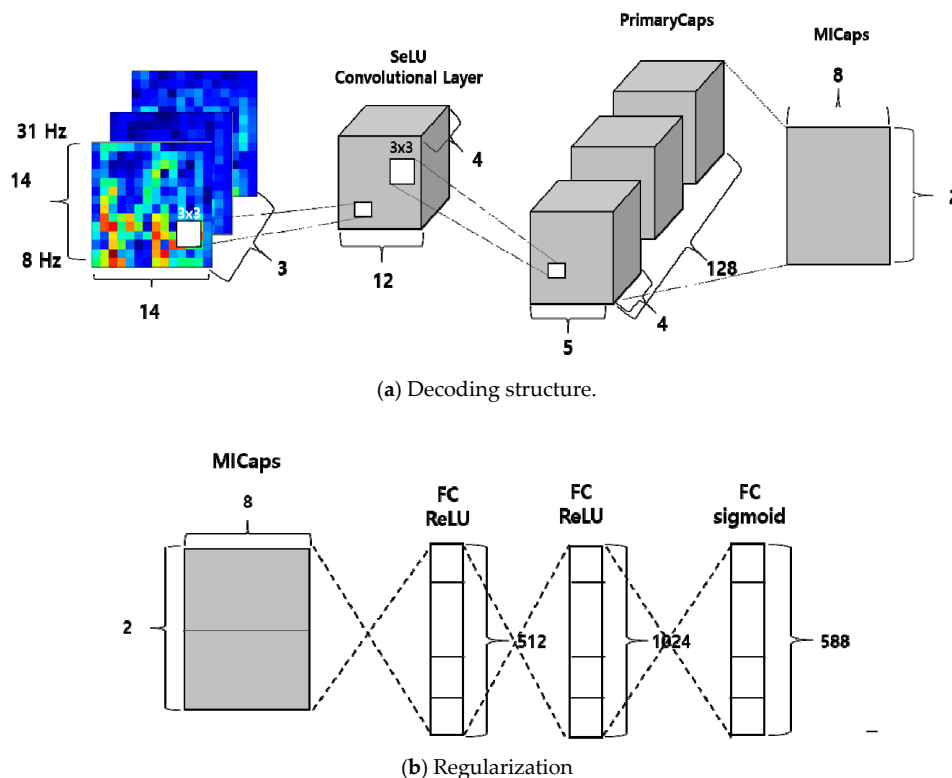 PrimaryCaps
MICaps
SeLU
Convolutional Layer
8
31 Hz
3x3
4
14
3x3
2
8 Hz
3
12
128
14
4
5
(a) Decoding structure.
MICaps
8
FC
ReLU
FC
ReLU
FC
sigmoid
2
512
1024
588
(b) Regularization